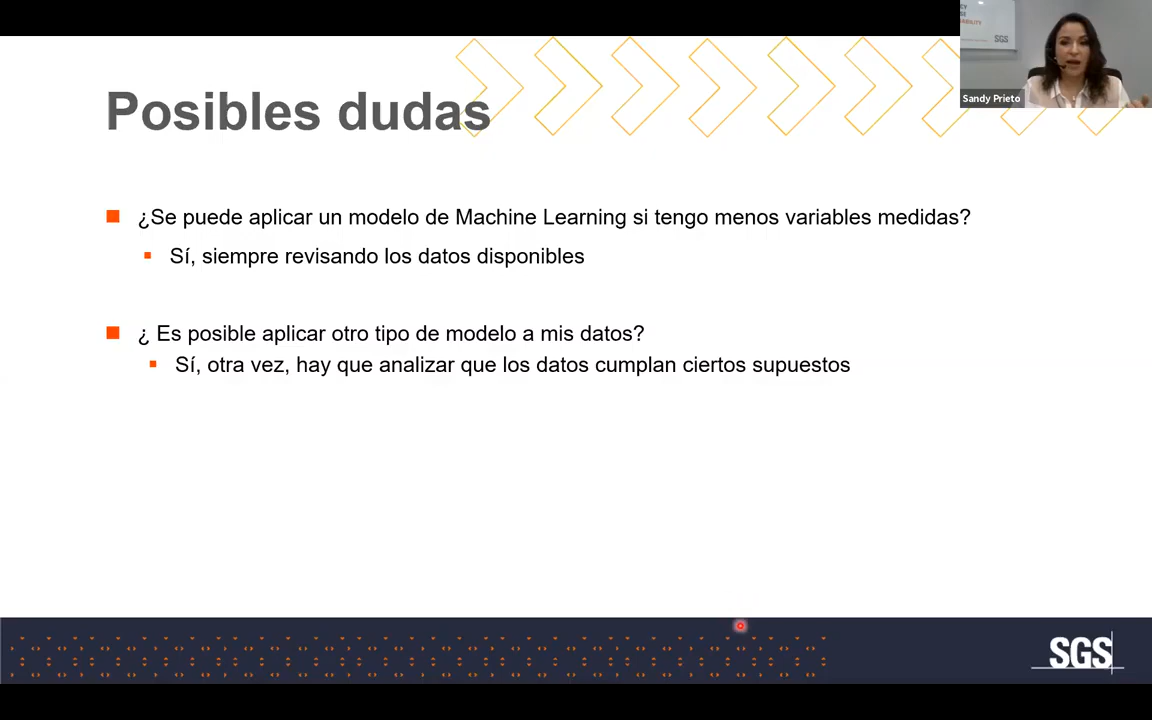 Posibles dudas
¿Se puede aplicar un modelo de Machine Learning si tengo menos variables medidas?
Sí, siempre revisando los datos disponibles
¿ Es posible aplicar otro tipo de modelo a mis datos?
Sí, otra vez, hay que analizar que los datos cumplan ciertos supuestos
SGS
Sandy Prieto
SGS